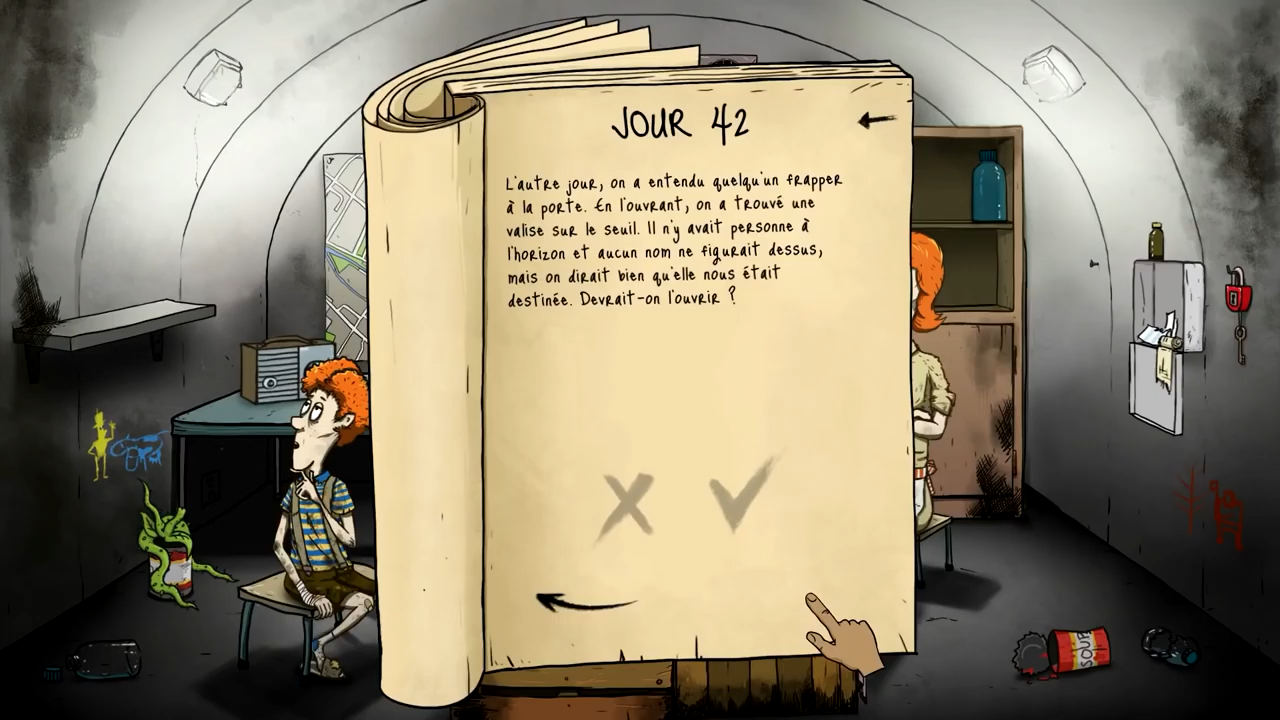 JOUR 42
L'autre jour, on a entendu quelqu'un frapper
à la porte. En l'ouvrant, on a trouvé une
valise sur le seuil. Il n'y avait personne à
l'horizon et aucun nom ne figurait dessus,
mais on dirait bien qu'elle nous était
destinée. Devrait-on l'ouvrir ?
SOUP